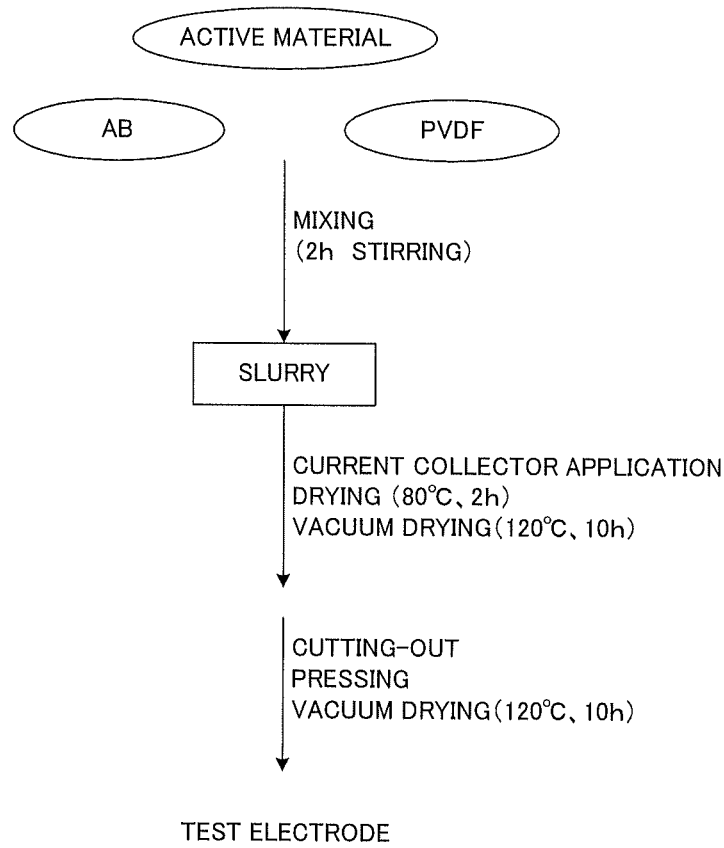 ACTIVE MATERIAL
AB
PVDF
MIXING
(2h STIRRING)
SLURRY
CURRENT COLLECTOR APPLICATION
DRYING (80℃、2h)
VACUUM DRYING(120℃、10h)
CUTTING-OUT
PRESSING
VACUUM DRYING(120℃、10h)
TEST ELECTRODE